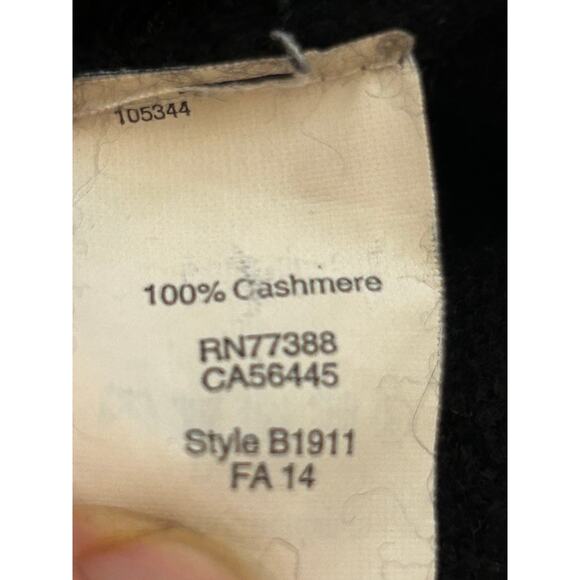 105344
100% Cashmere
RN77388
CA56445
Style B1911
FA 14